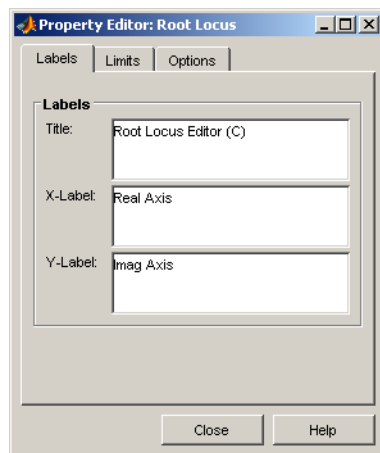 Property Editor: Root Locus
Labels Limits Options
Labels
Title: Root Locus Editor (C)
X-Label: Real Axis
Y-Label: Imag Axis
Close Help